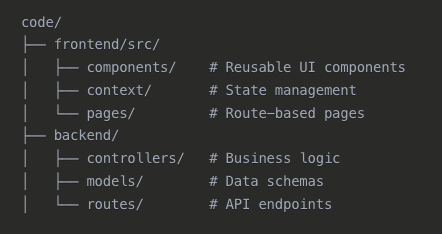 code/
├── frontend/src/
│   ├── components/    # Reusable UI components
│   ├── context/       # State management
│   └── pages/         # Route-based pages
├── backend/
│   ├── controllers/   # Business logic
│   ├── models/        # Data schemas
│   └── routes/        # API endpoints